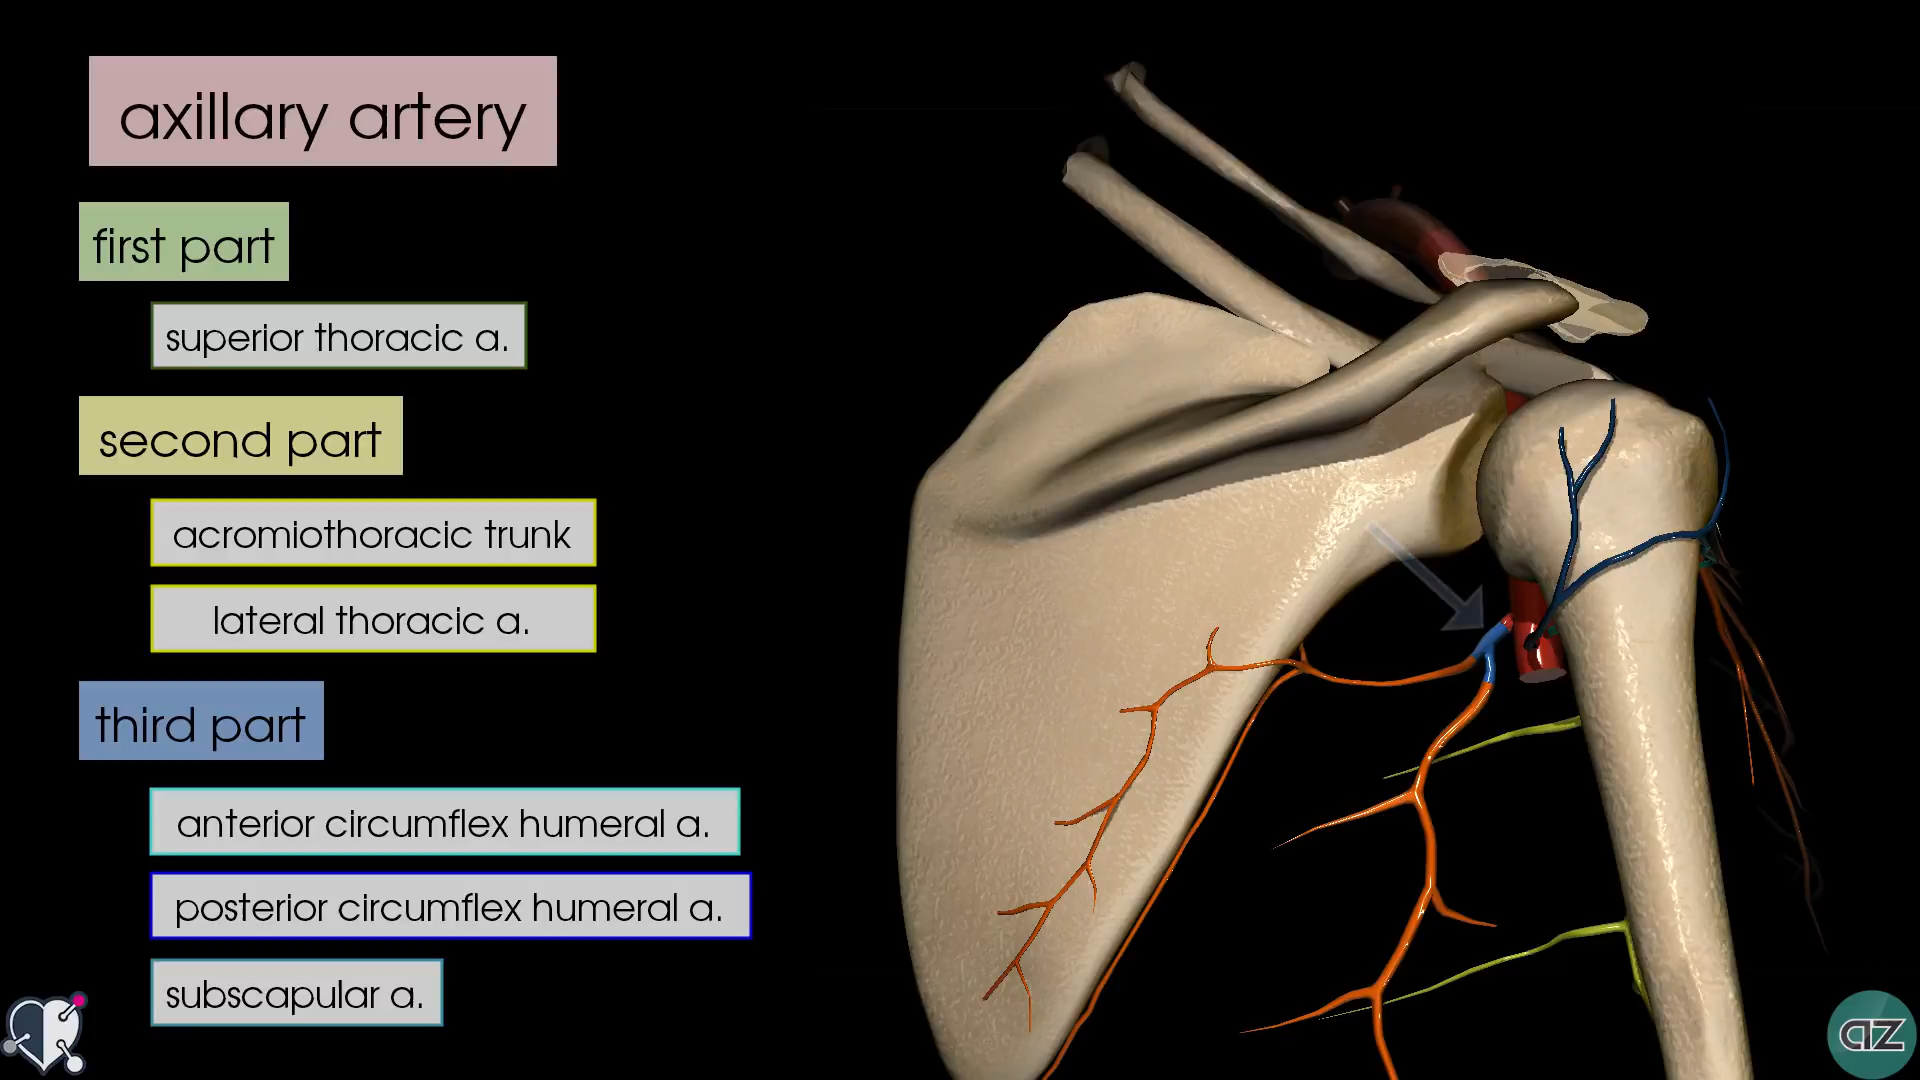 axillary artery
first part
superior thoracic a.
second part
acromiothoracic trunk
lateral thoracic a.
third part
anterior circumflex humeral a.
posterior circumflex humeral a.
subscapular a.
az